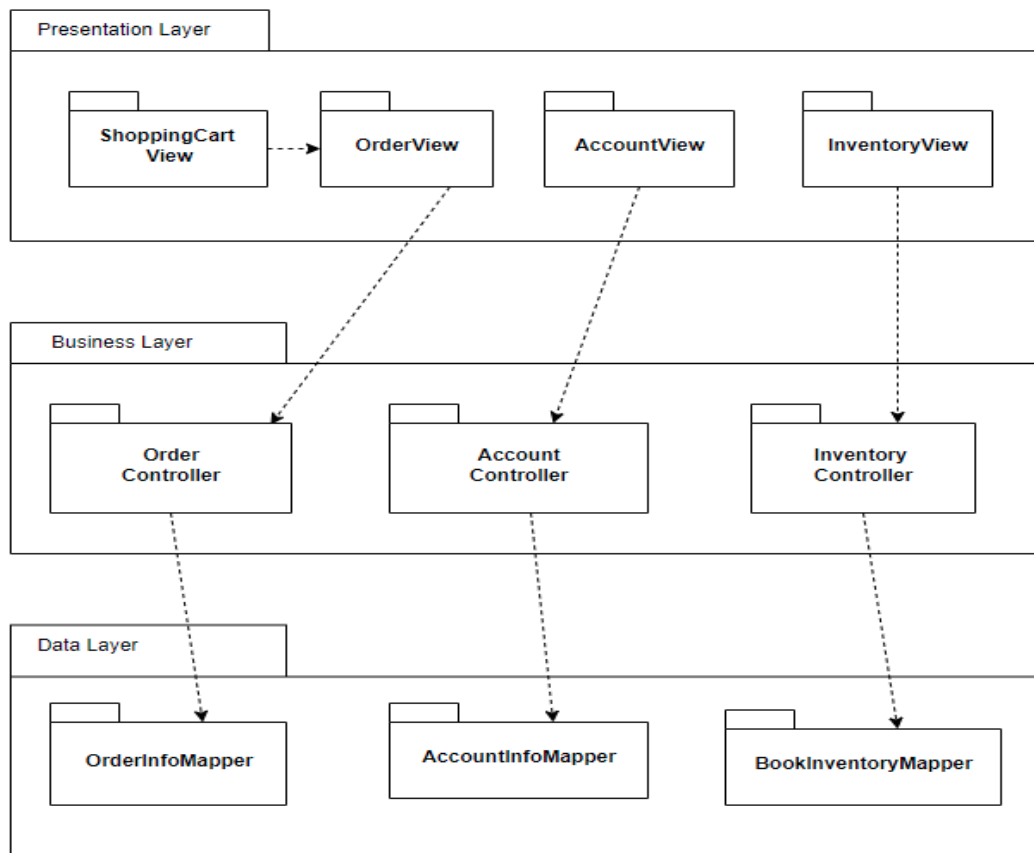 Presentation Layer
ShoppingCart
View
OrderView
AccountView
InventoryView
Business Layer
Order
Controller
Account
Controller
Inventory
Controller
Data Layer
OrderInfoMapper
AccountInfoMapper
BookInventoryMapper